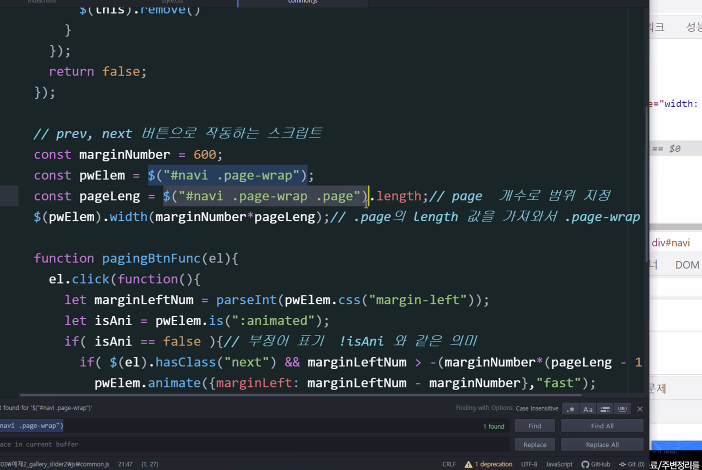 index.html style.css common.js
$(this).remove()
}
});
return false;
});
// prev, next 버튼으로 작동하는 스크립트
const marginNumber = 600;
const pwElem = $("#navi .page-wrap");
const pageLeng = $("#navi .page-wrap .page").length;// page 개수로 범위 지정
$(pwElem).width(marginNumber*pageLeng);// .page의 length 값을 가져와서 .page-wrap
function pagingBtnFunc(el){
el.click(function(){
let marginLeftNum = parseInt(pwElem.css("margin-left"));
let isAni = pwElem.is(":animated");
if( isAni == false ){// 부정어 표기 !isAni 와 같은 의미
if( $(el).hasClass("next") && marginLeftNum > -(marginNumber*(pageLeng - 1
pwElem.animate({marginLeft: marginLeftNum - marginNumber},"fast");
t found for '$("#navi .page-wrap")'
Finding with Options: Case Insensitive
.* Aa
navi .page-wrap")
1 found
Find
Find All
ace in current buffer
Replace
Replace All
03\예제2_gallery_slider2\js\common.js 21:47 (1, 27)
CRLF 1 deprecation UTF-8 JavaScript GitHub Git (0)
워크 성능
e="width:
== $0
div#navi
너 DOM
문제
료/주변정리를